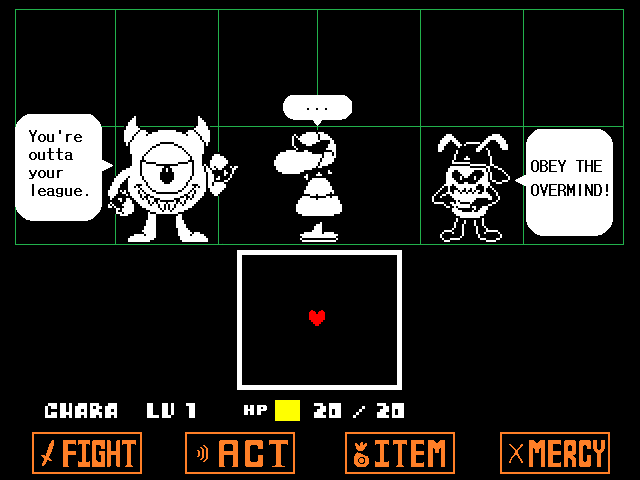 ...
You're
outta
your
league.
OBEY THE
OVERMIND!
CHARA LV 1 HP 20 / 20
FIGHT ACT ITEM MERCY